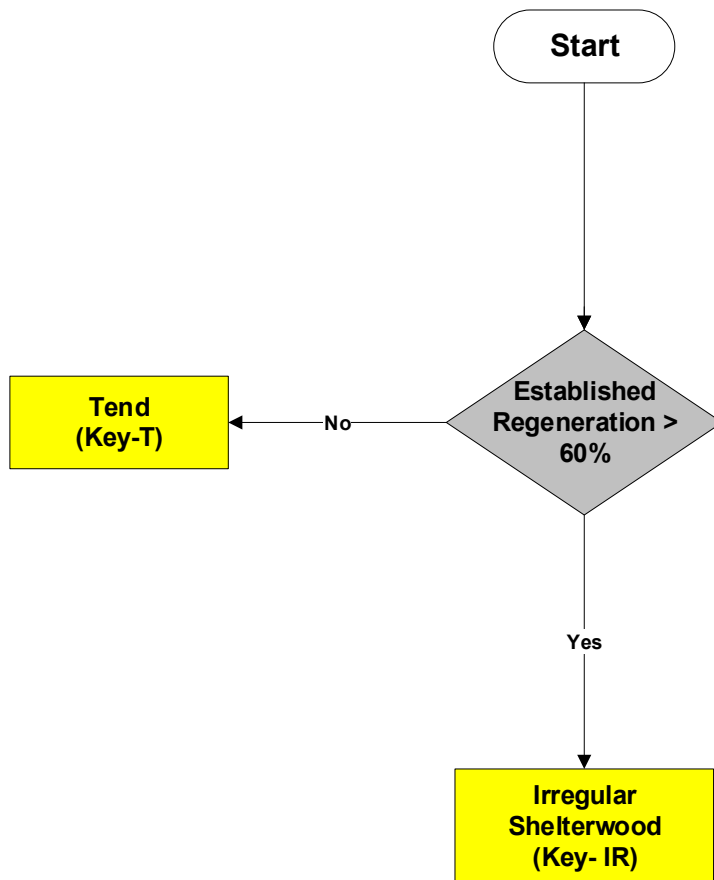 Start
Established
Regeneration >
60%
No
Tend
(Key-T)
Yes
Irregular
Shelterwood
(Key- IR)